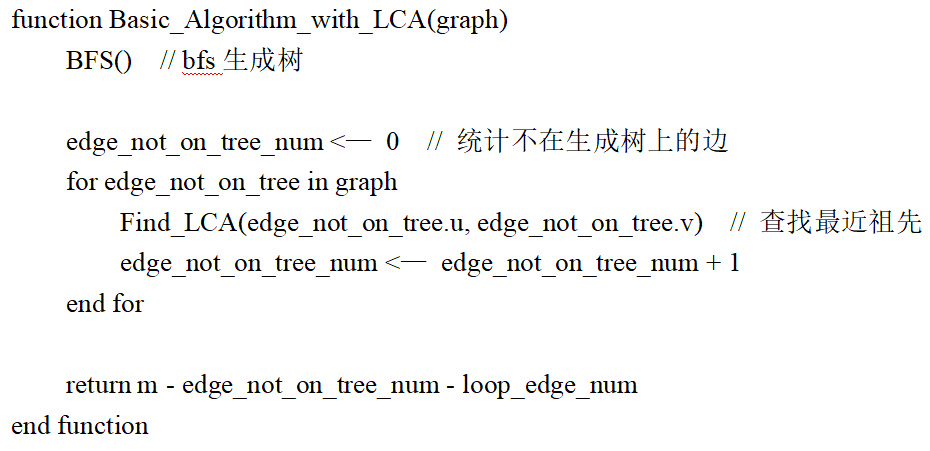 function Basic_Algorithm_with_LCA(graph)
BFS() // bfs 生成树
edge_not_on_tree_num <— 0 // 统计不在生成树上的边
for edge_not_on_tree in graph
Find_LCA(edge_not_on_tree.u, edge_not_on_tree.v) // 查找最近祖先
edge_not_on_tree_num <— edge_not_on_tree_num + 1
end for
return m - edge_not_on_tree_num - loop_edge_num
end function